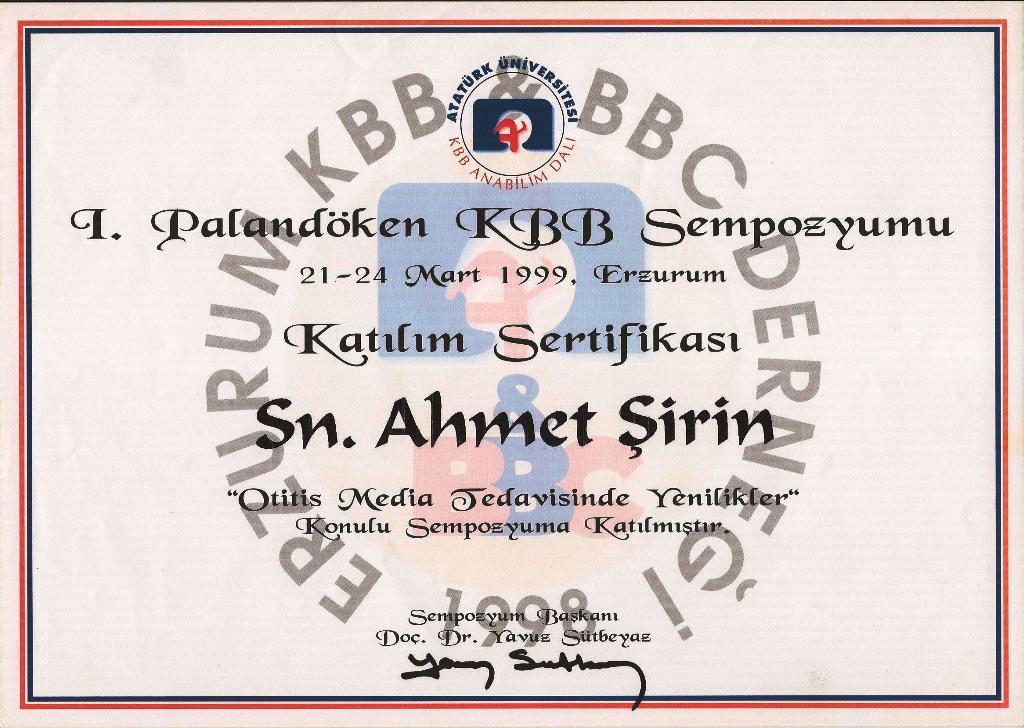 ATATÜRK ÜNİVERSİTESİ
KBB ANABİLİM DALI
ERZURUM KBB & BBC DERNEĞİ
I. Palandöken KBB Sempozyumu
21-24 Mart 1999, Erzurum
Katılım Sertifikası
&
Sn. Ahmet Şirin
BBC
“Otitis Media Tedavisinde Yenilikler“
Konulu Sempozyuma Katılmıştır.
1998
Sempozyum Başkanı
Doç. Dr. Yavuz Sütbeyaz